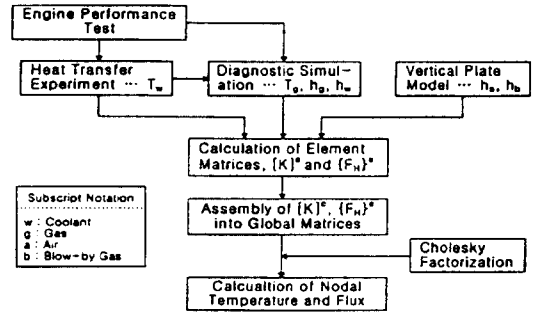 Engine Performance
Test
Heat Transfer
Experiment ··· Tw
Diagnostic Simul-
ation ··· Tg, hg, hw
Vertical Plate
Model ··· ha, hb
Calculation of Element
Matrices, [K]e and {FH}e
Subscript Notation
w : Coolant
g : Gas
a : Air
b : Blow-by Gas
Assembly of [K]e, {FH}e
into Global Matrices
Cholesky
Factorization
Calcualtion of Nodal
Temperature and Flux